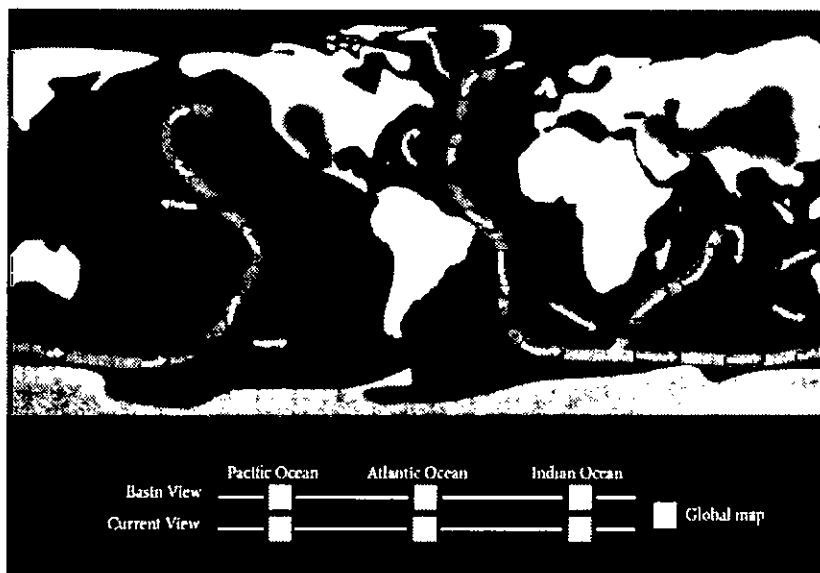 Pacific Ocean Atlantic Ocean Indian Ocean
Basin View
Current View
Global map